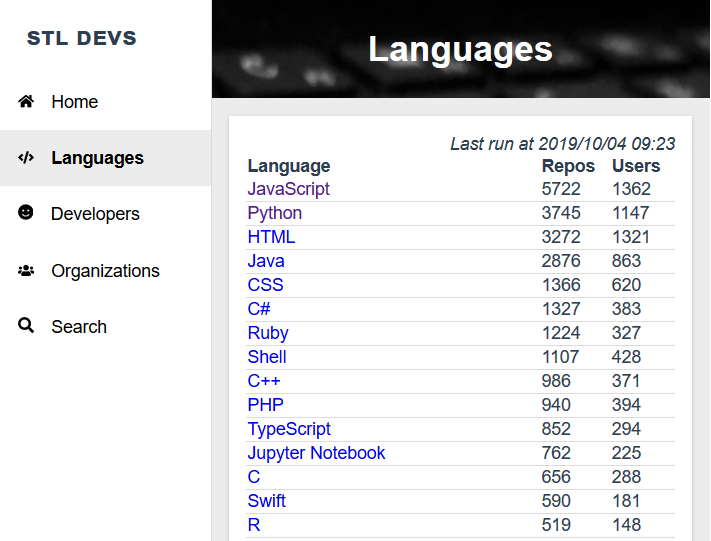 STL DEVS
Home
Languages
Developers
Organizations
Search
Languages
Last run at 2019/10/04 09:23
Language Repos Users
JavaScript 5722 1362
Python 3745 1147
HTML 3272 1321
Java 2876 863
CSS 1366 620
C# 1327 383
Ruby 1224 327
Shell 1107 428
C++ 986 371
PHP 940 394
TypeScript 852 294
Jupyter Notebook 762 225
C 656 288
Swift 590 181
R 519 148